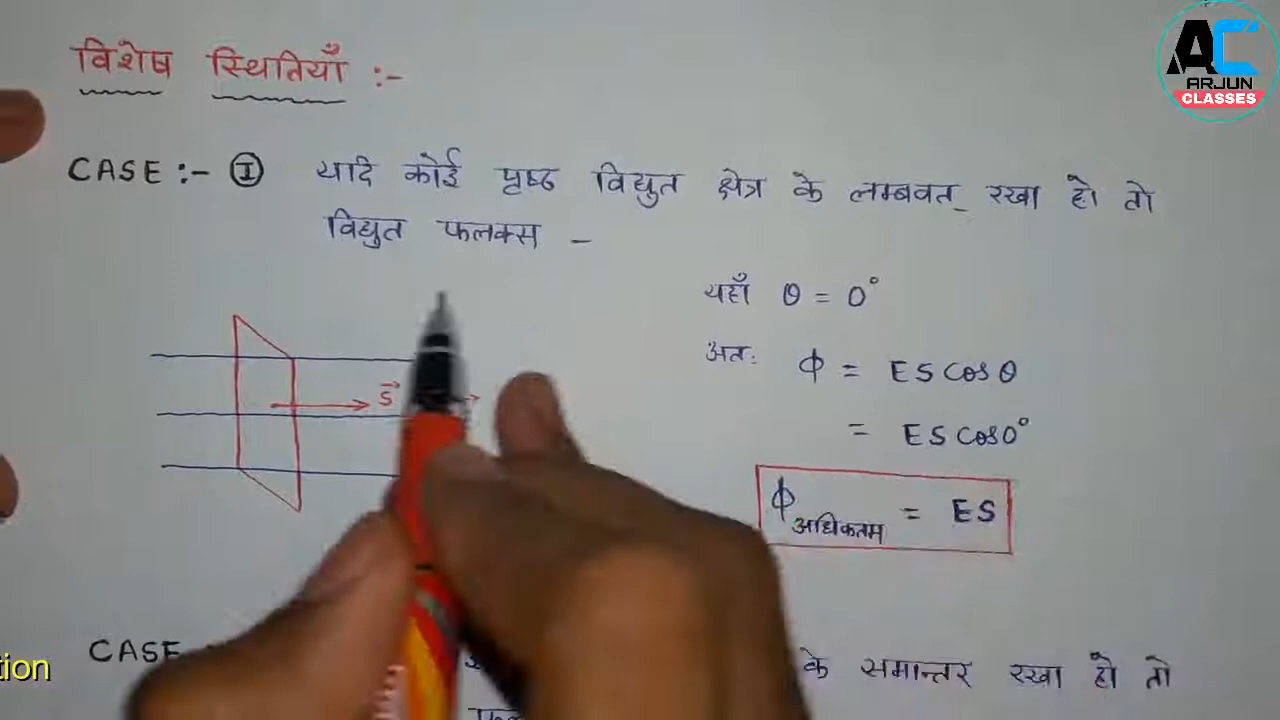 विशेष स्थितियाँ :-
AC
ARJUN
CLASSES
CASE :- I यदि कोई पृष्ठ विद्युत क्षेत्र के लम्बवत् रखा हो तो
विद्युत फलक्स -
यहाँ θ = 0°
अतः ϕ = ES Cos θ
= ES Cos 0°
ϕ अधिकतम = ES
S⃗
CASE
के समान्तर रखा हो तो
tion